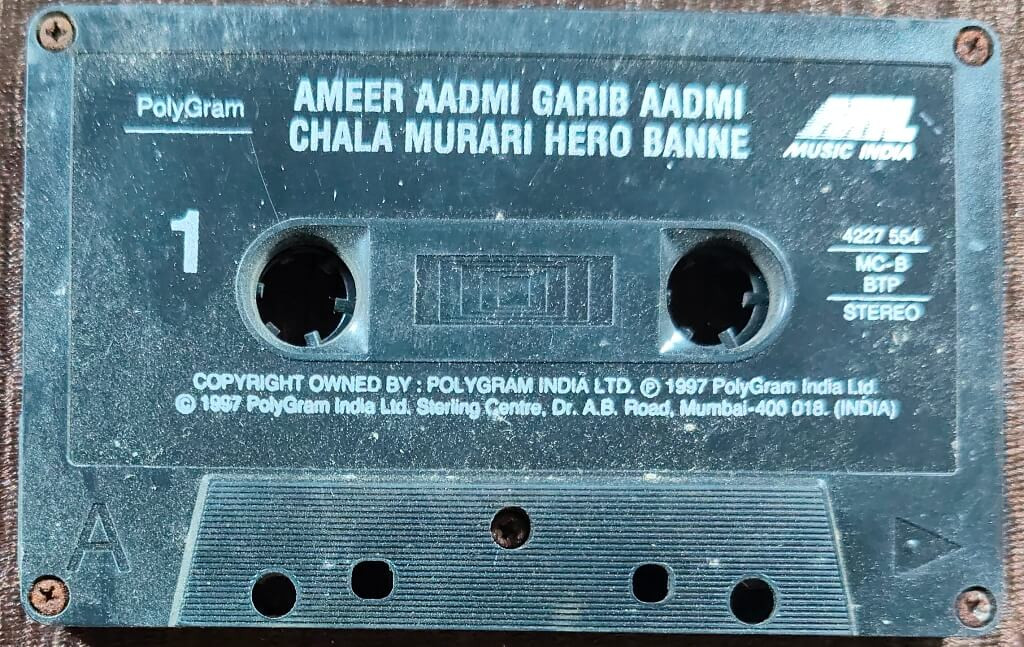 PolyGram
AMEER AADMI GARIB AADMI
CHALA MURARI HERO BANNE
MIL
MUSIC INDIA
1
4227 554
MC-B
BTP
STEREO
COPYRIGHT OWNED BY : POLYGRAM INDIA LTD. ℗ 1997 PolyGram India Ltd.
© 1997 PolyGram India Ltd. Sterling Centre, Dr. A.B. Road, Mumbai-400 018. (INDIA)
A